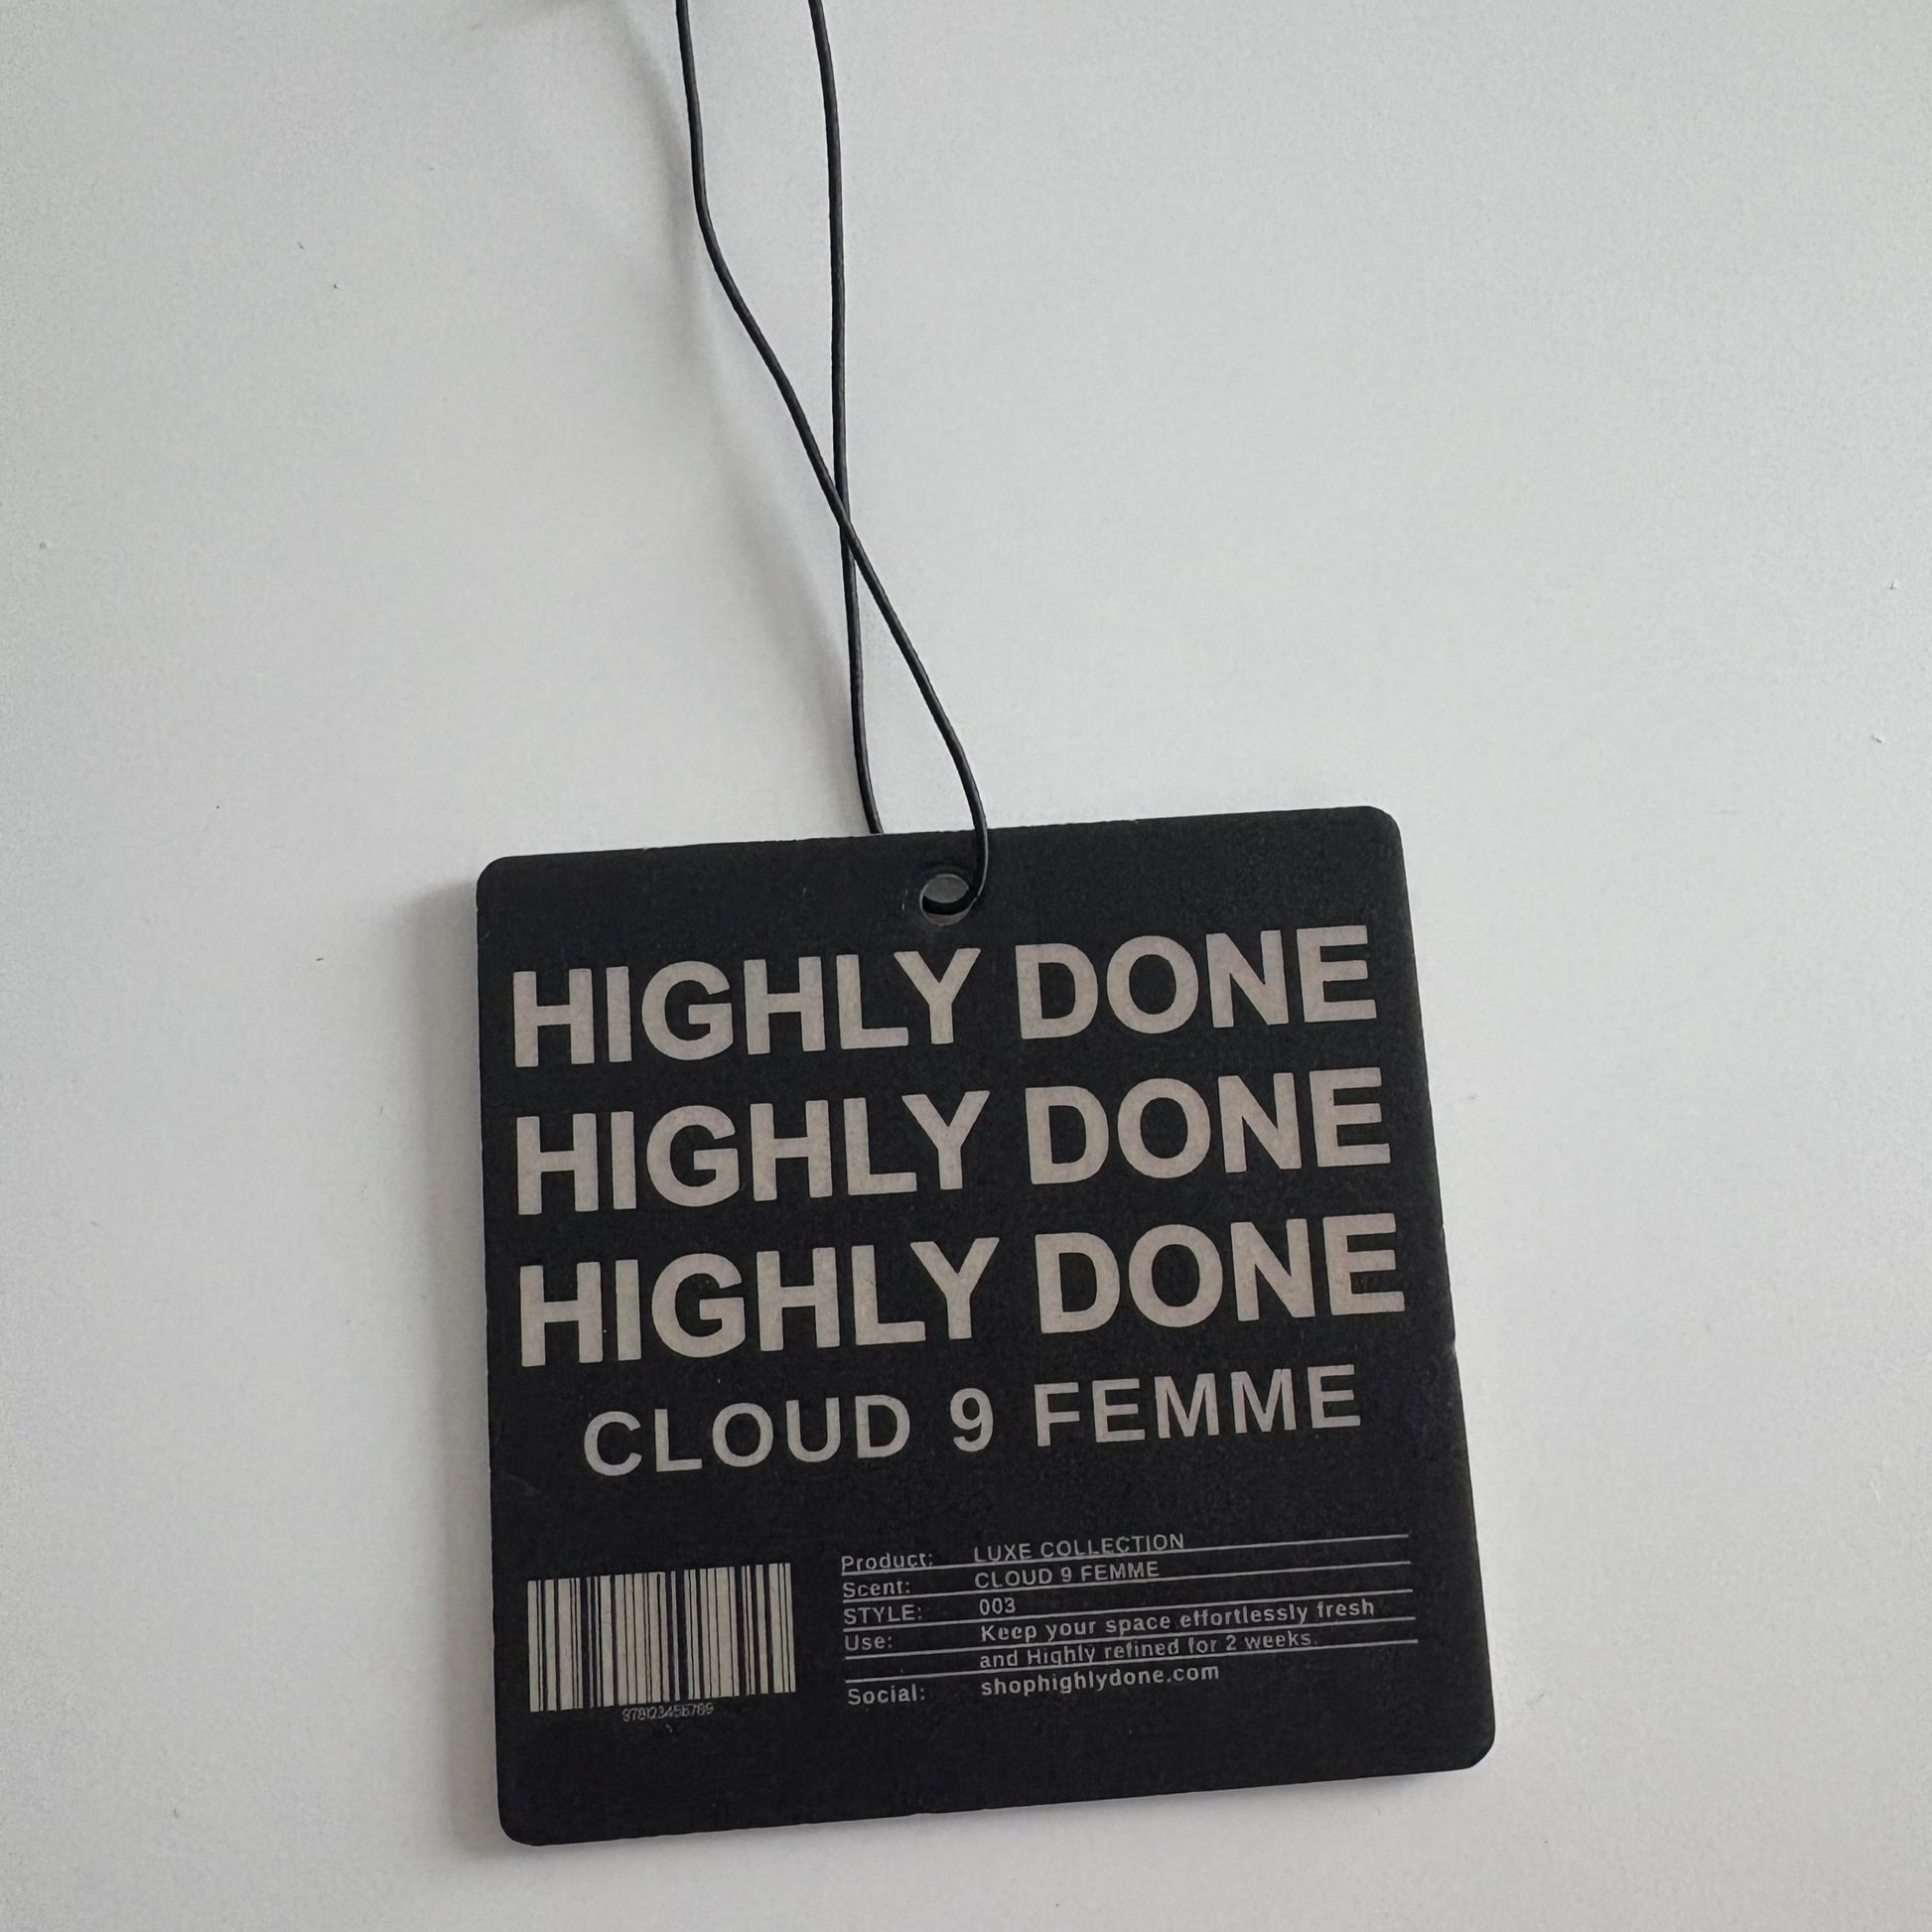 HIGHLY DONE
HIGHLY DONE
HIGHLY DONE
CLOUD 9 FEMME
Product: LUXE COLLECTION
Scent: CLOUD 9 FEMME
STYLE: 003
Use: Keep your space effortlessly fresh
and Highly refined for 2 weeks.
Social: shophighlydone.com
978123456789